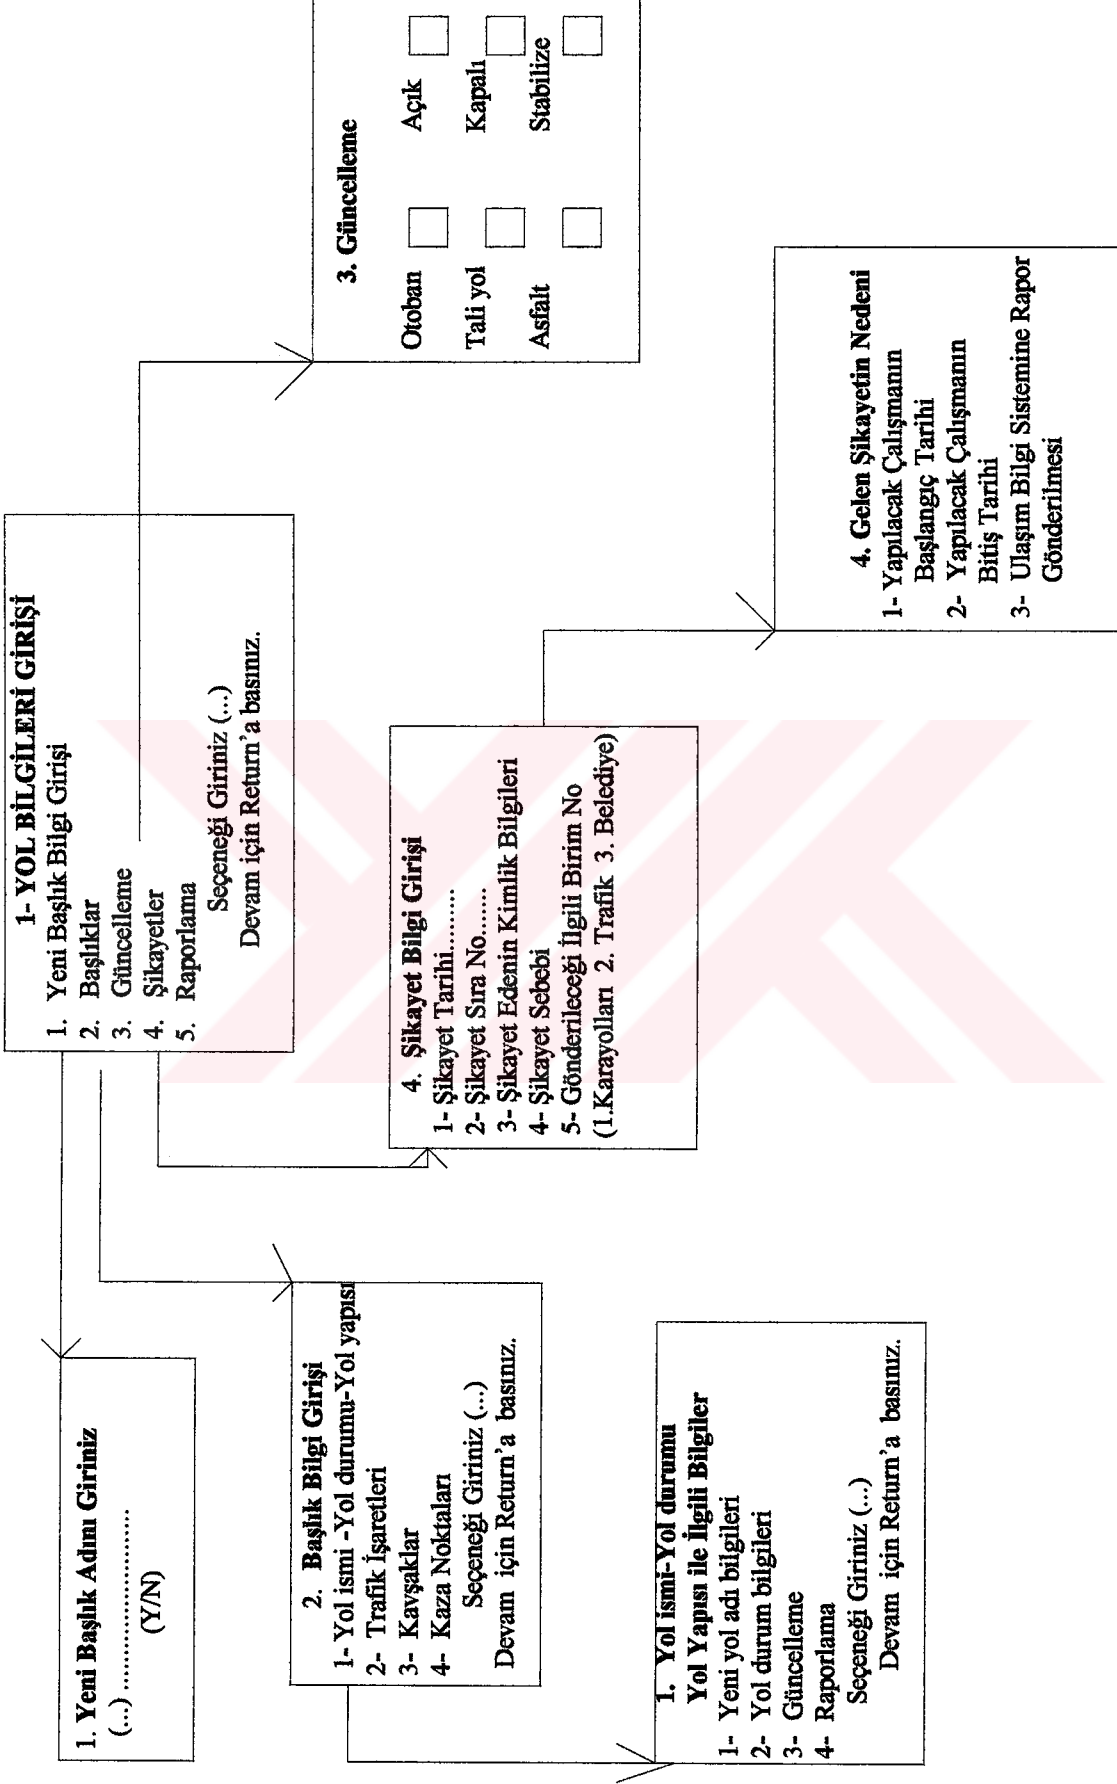 1- YOL BİLGİLERİ GİRİŞİ
1. Yeni Başlık Bilgi Girişi
2. Başlıklar
3. Güncelleme
4. Şikayetler
5. Raporlama
Seçeneği Giriniz (...)
Devam için Return'a basınız.
1. Yeni Başlık Adını Giriniz
(...) ..............................
(Y/N)
2. Başlık Bilgi Girişi
1- Yol ismi -Yol durumu-Yol yapısı
2- Trafik İşaretleri
3- Kavşaklar
4- Kaza Noktaları
Seçeneği Giriniz (...)
Devam için Return'a basınız.
1. Yol ismi-Yol durumu
Yol Yapısı ile İlgili Bilgiler
1- Yeni yol adı bilgileri
2- Yol durum bilgileri
3- Güncelleme
4- Raporlama
Seçeneği Giriniz (...)
Devam için Return'a basınız.
4. Şikayet Bilgi Girişi
1- Şikayet Tarihi.........
2- Şikayet Sıra No.......
3- Şikayet Edenin Kimlik Bilgileri
4- Şikayet Sebebi
5- Gönderileceği İlgili Birim No
(1.Karayolları 2. Trafik 3. Belediye)
3. Güncelleme
Otoban Açık
Tali yol Kapalı
Asfalt Stabilize
4. Gelen Şikayetin Nedeni
1- Yapılacak Çalışmanın
Başlangıç Tarihi
2- Yapılacak Çalışmanın
Bitiş Tarihi
3- Ulaşım Bilgi Sistemine Rapor
Gönderilmesi